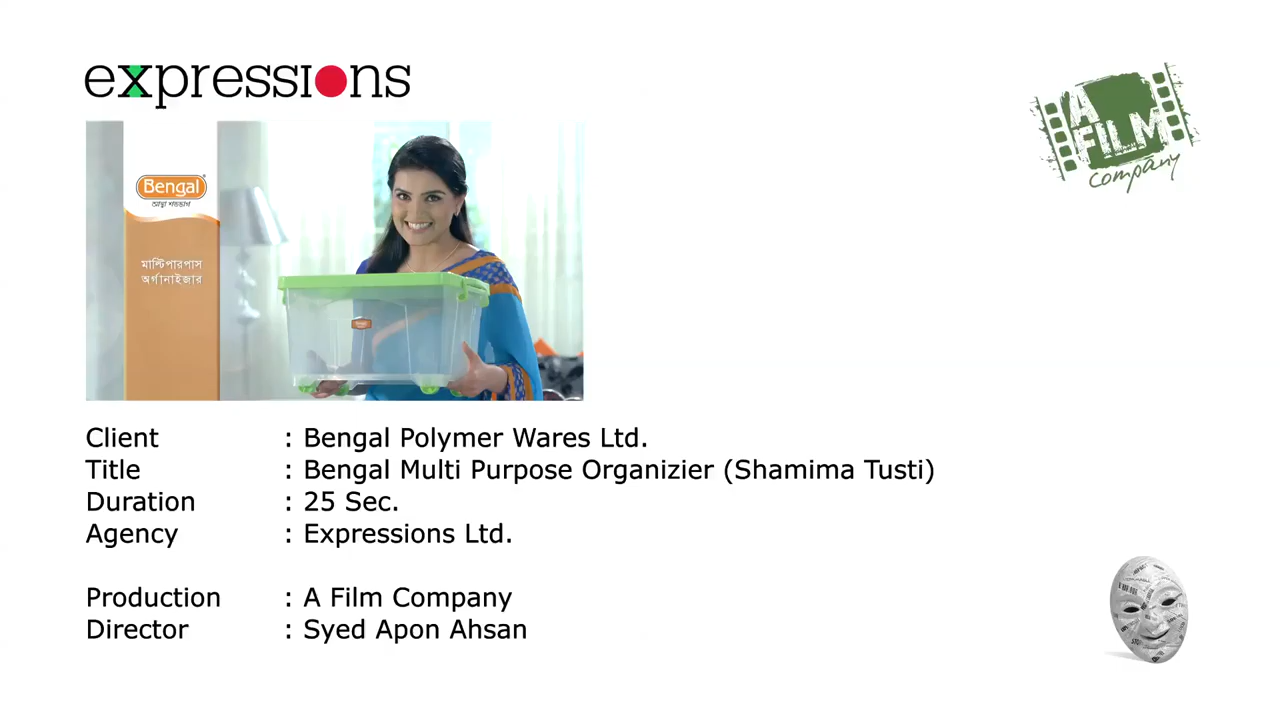 expressions
A
FILM
company
Bengal
মাল্টিপারপাস
অর্গানাইজার
Bengal
Client : Bengal Polymer Wares Ltd.
Title : Bengal Multi Purpose Organizier (Shamima Tusti)
Duration : 25 Sec.
Agency : Expressions Ltd.
Production : A Film Company
Director : Syed Apon Ahsan